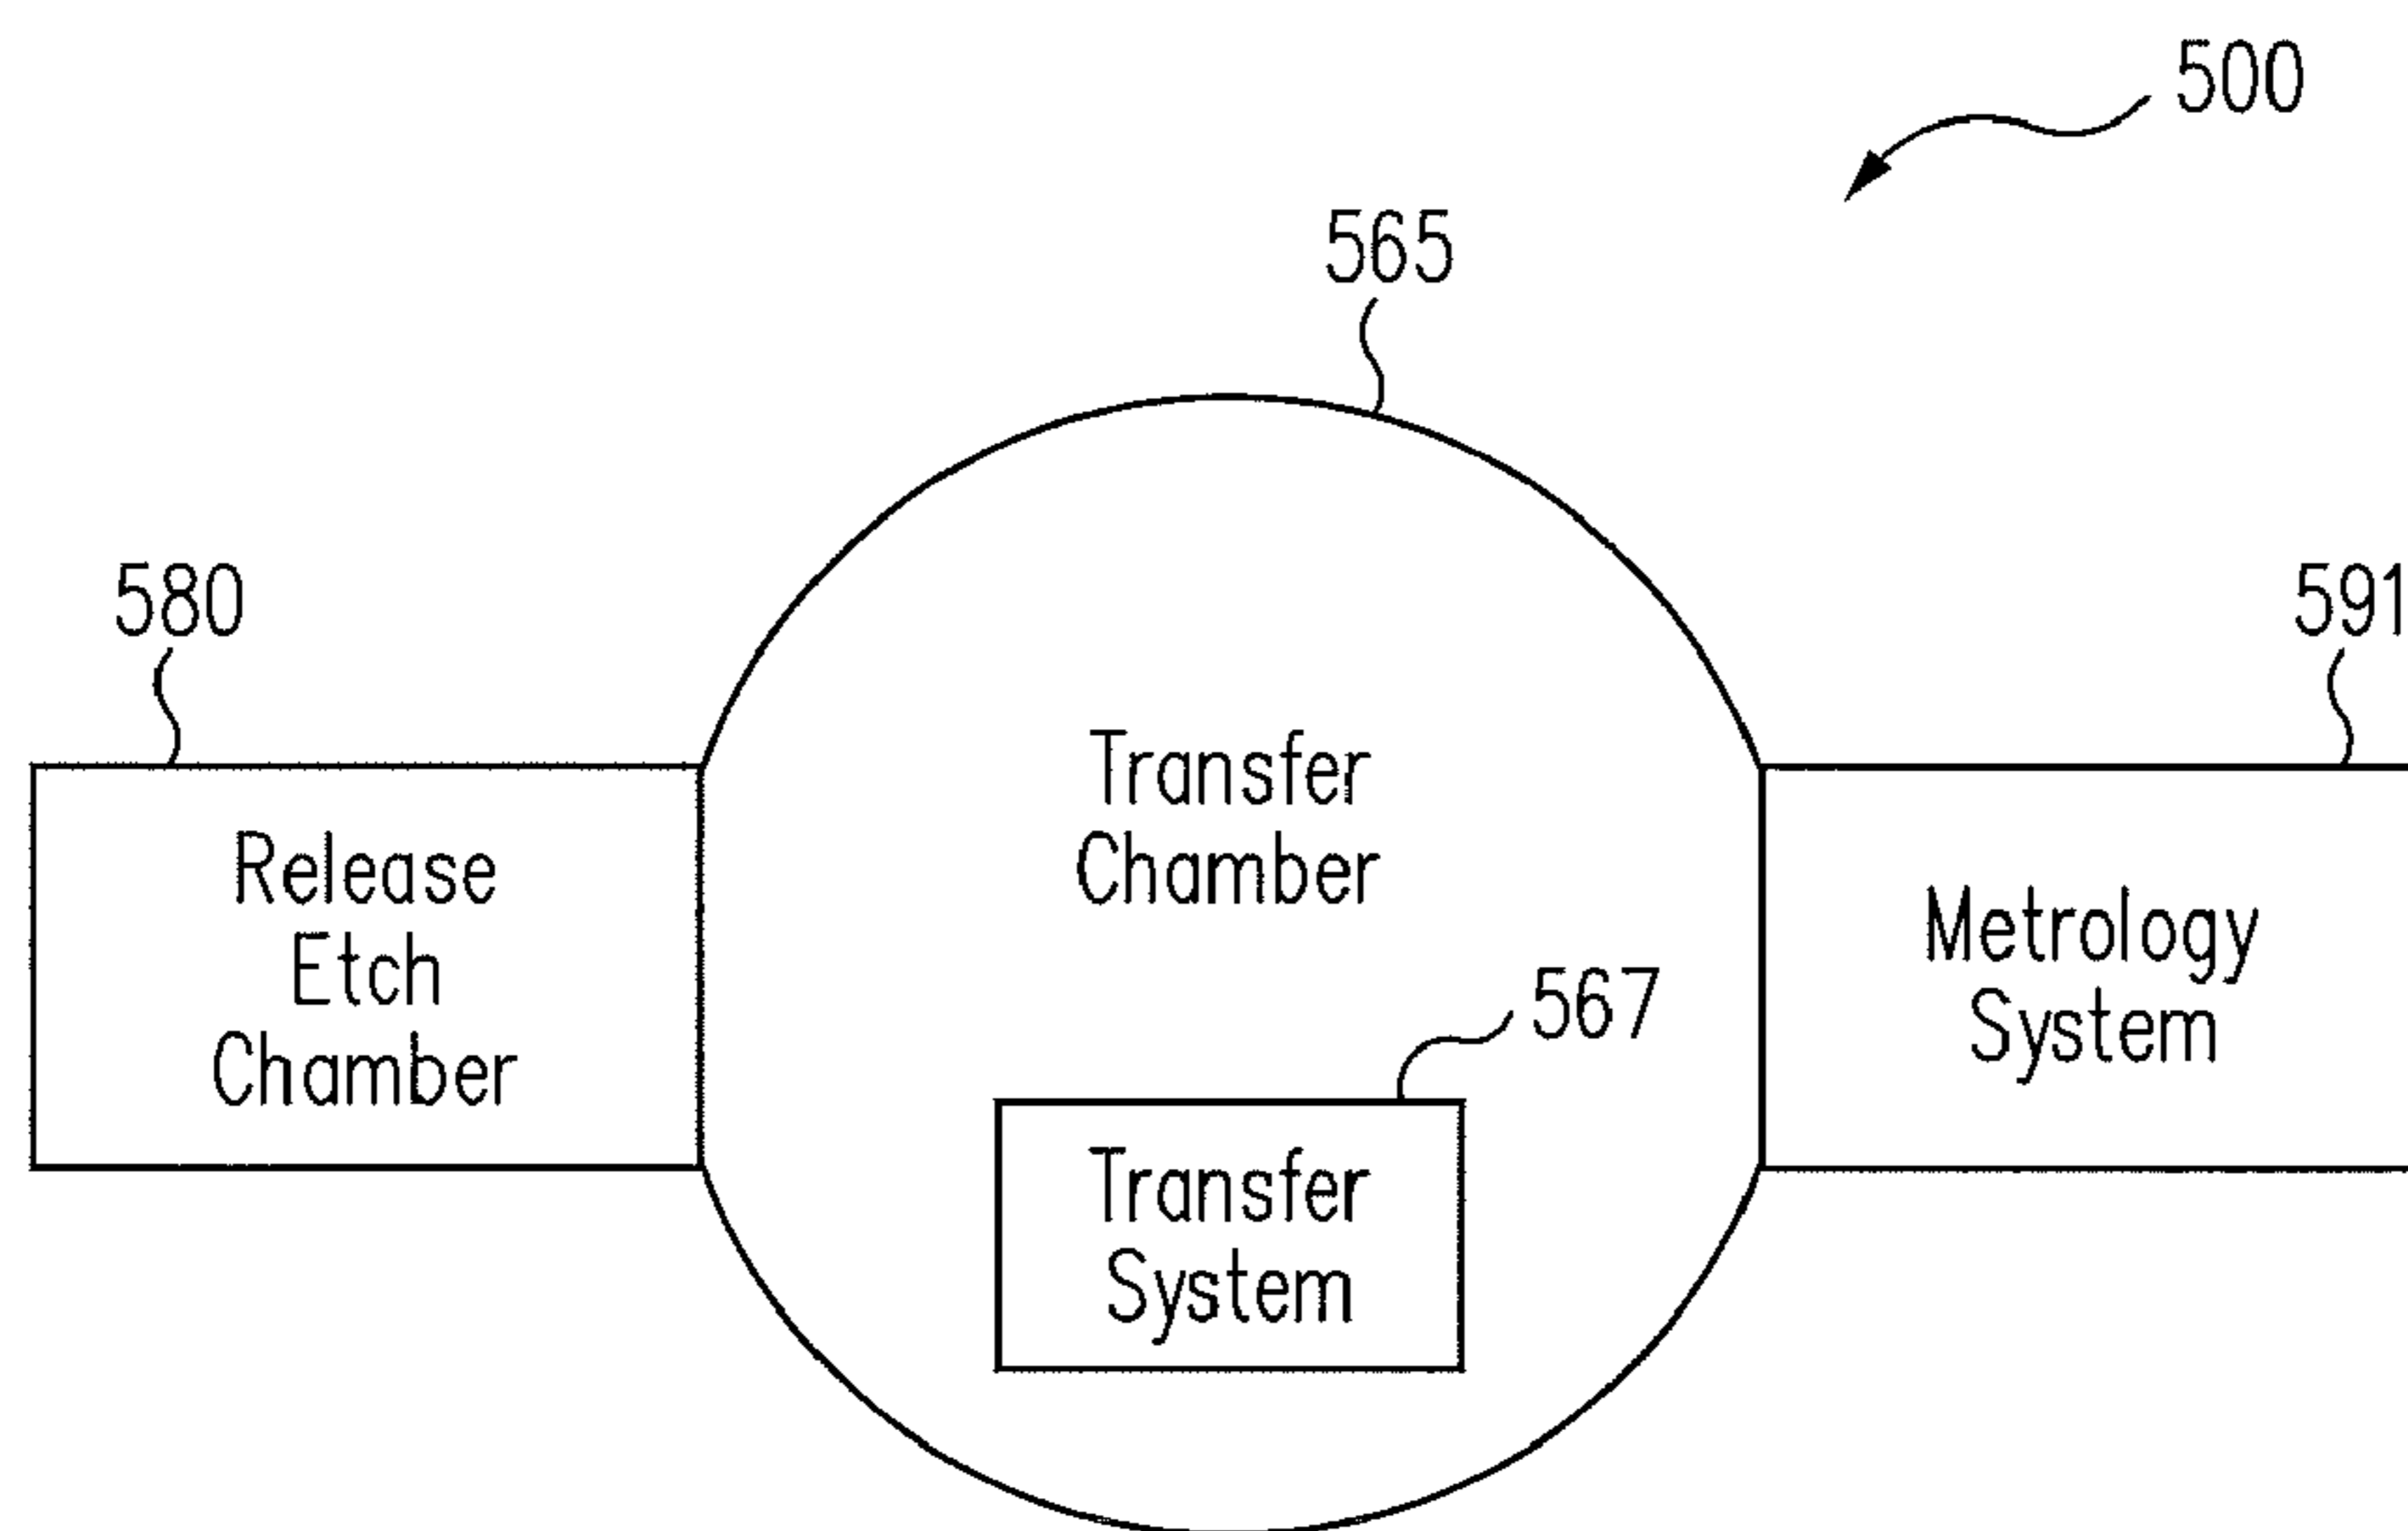 500
565
580
591
Transfer
Chamber
Release
Etch
Chamber
Metrology
System
567
Transfer
System